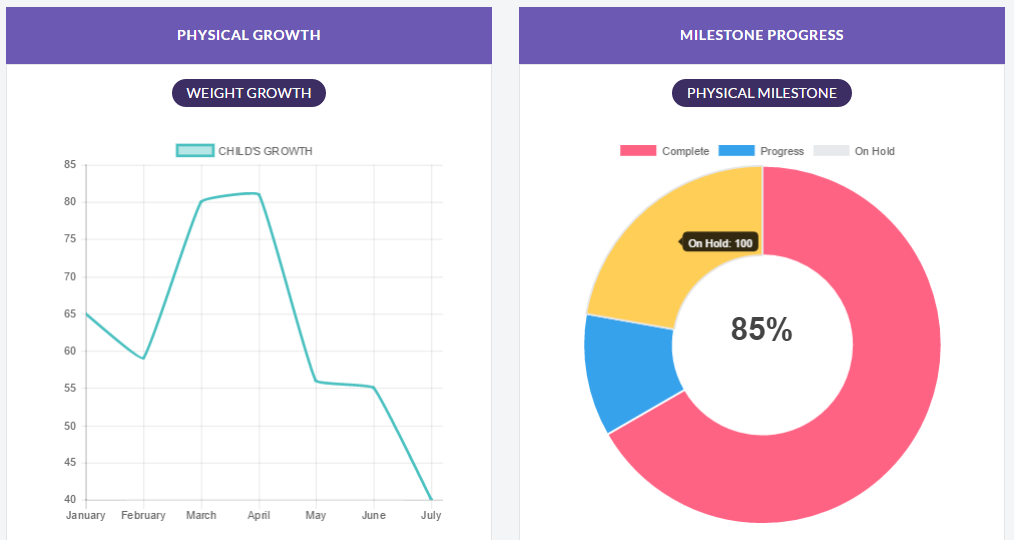 PHYSICAL GROWTH
WEIGHT GROWTH
CHILD'S GROWTH
85
80
75
70
65
60
55
50
45
40
January February March April May June July
MILESTONE PROGRESS
PHYSICAL MILESTONE
Complete Progress On Hold
On Hold: 100
85%